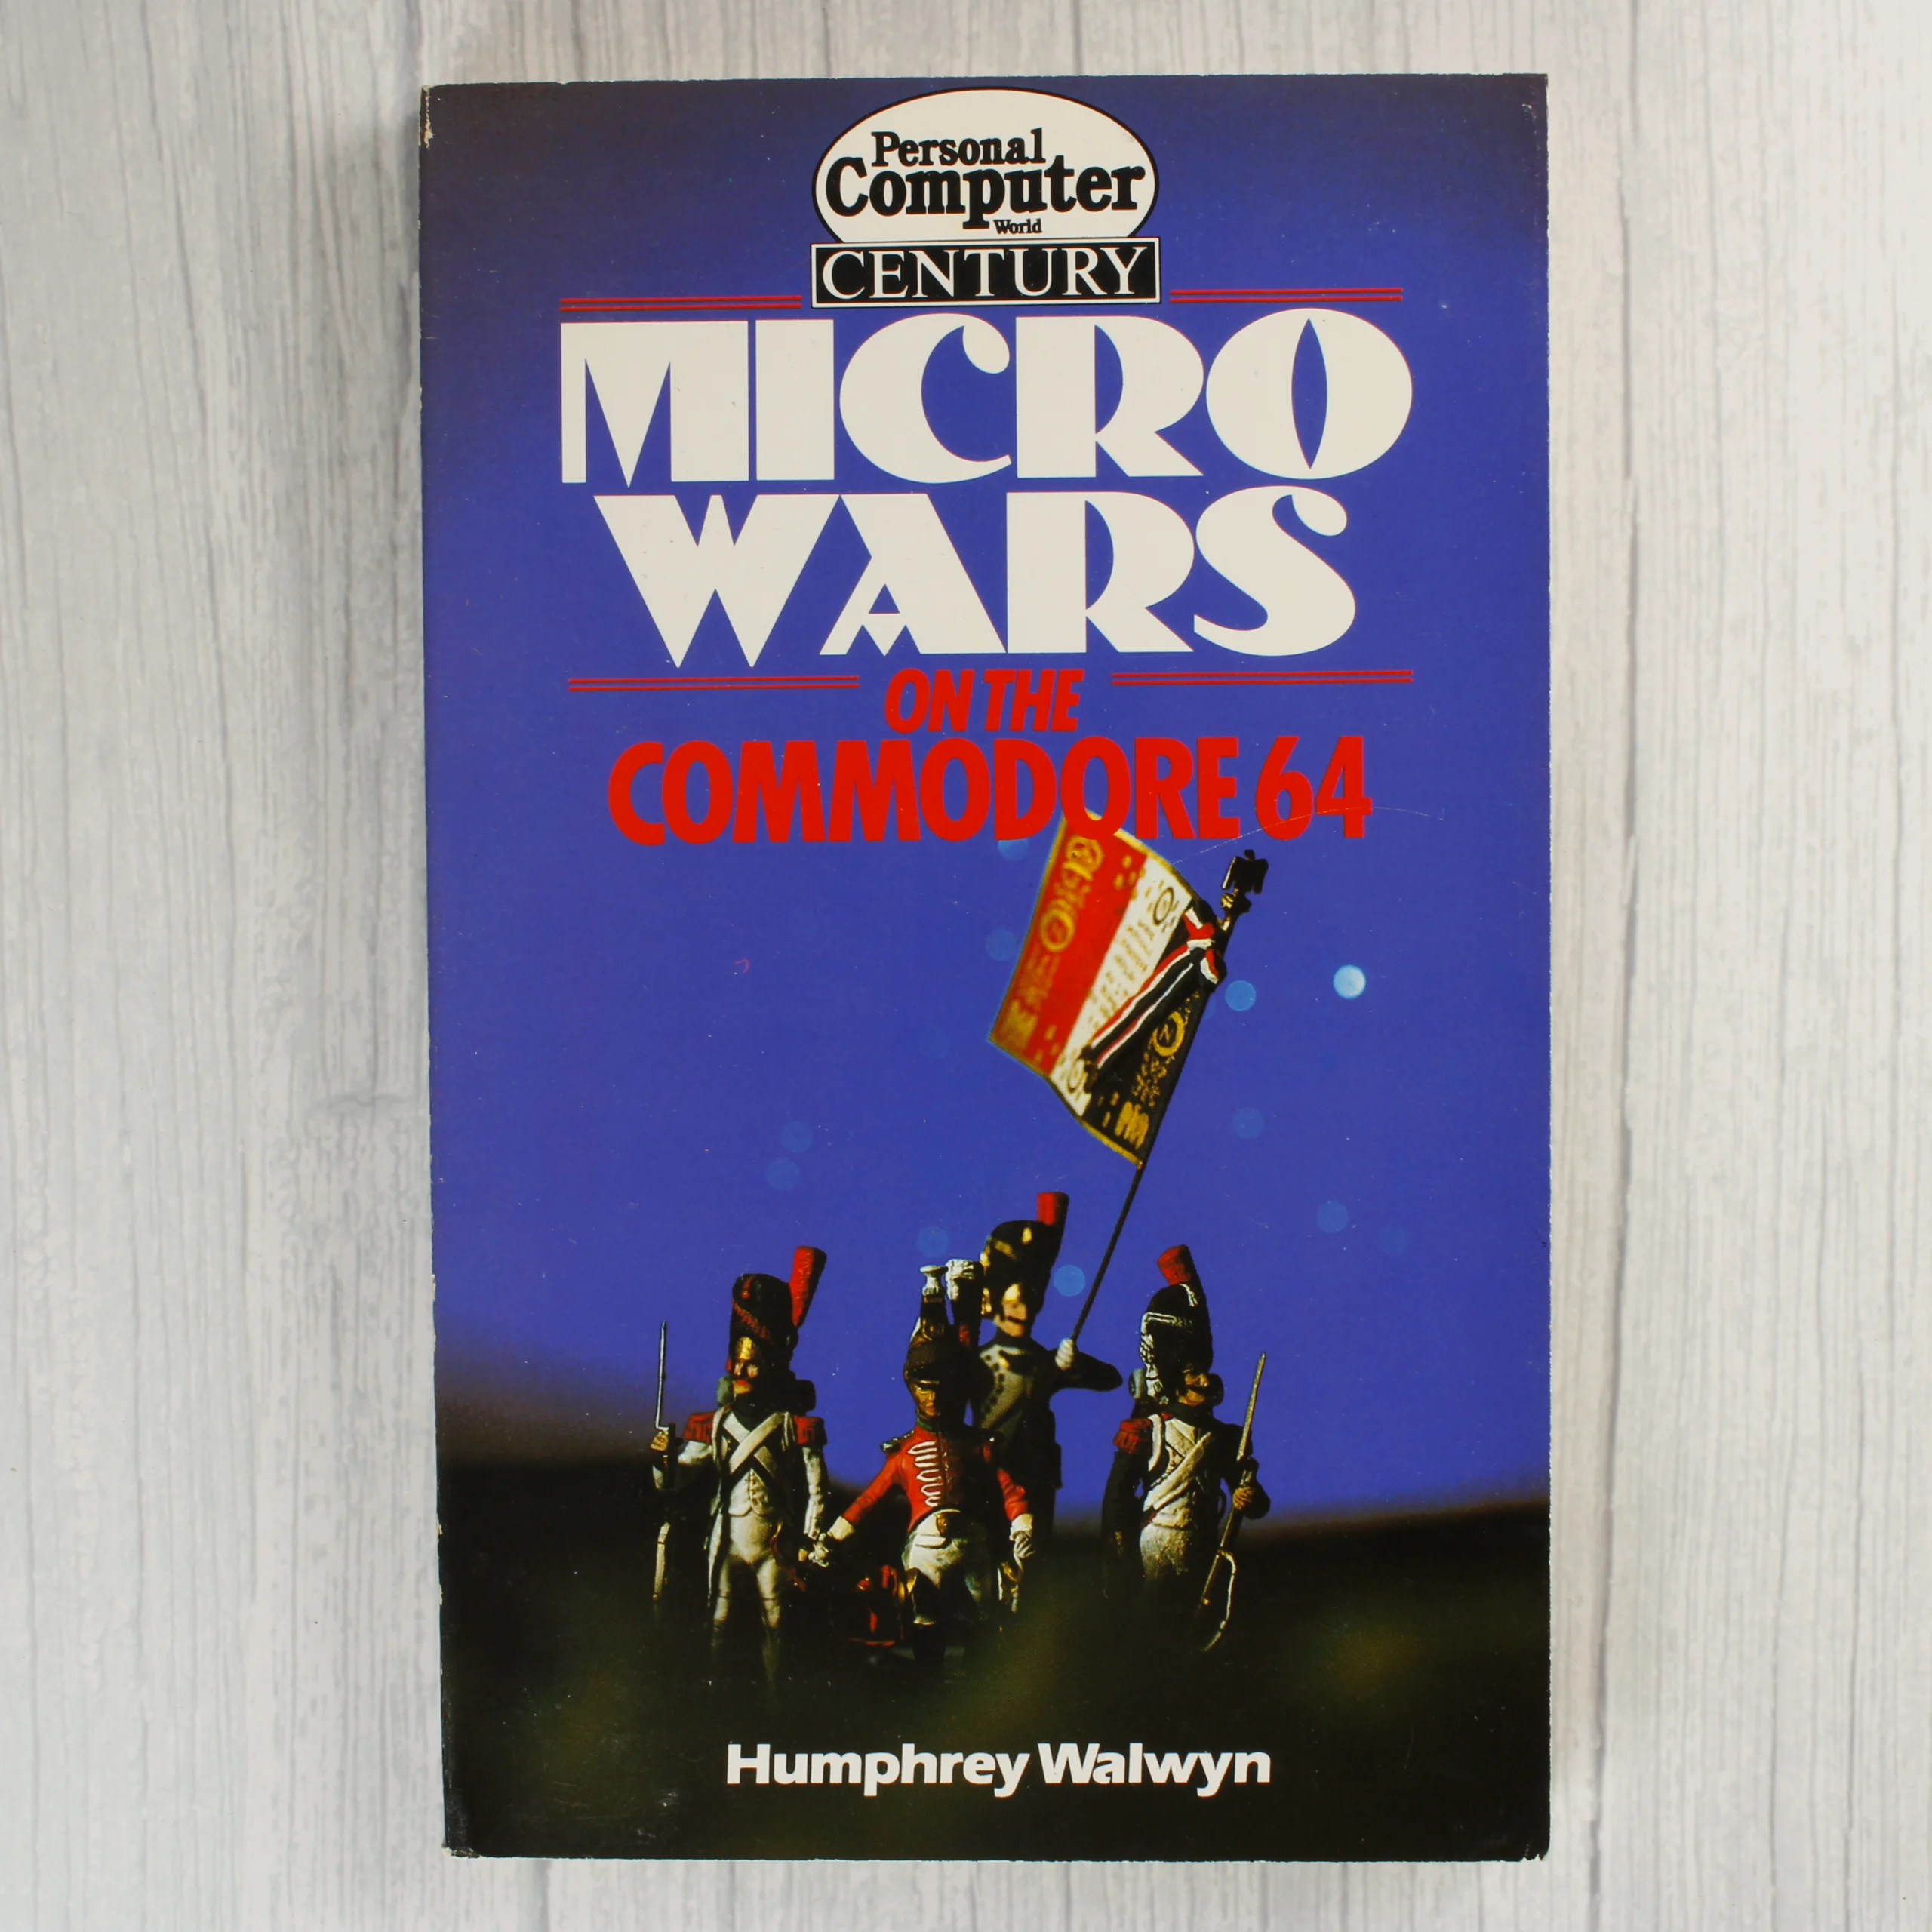 Personal
Computer
World
CENTURY
MICRO
WARS
ON THE
COMMODORE 64
Humphrey Walwyn